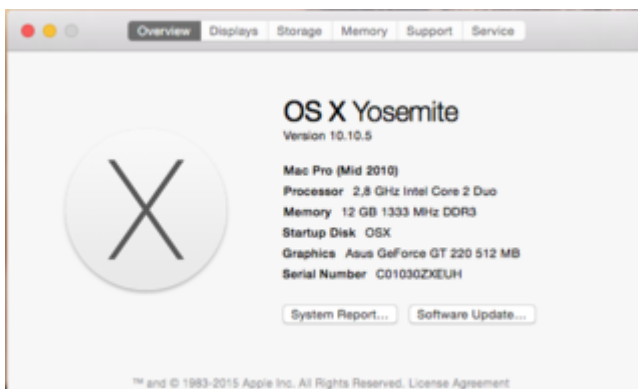 Overview Displays Storage Memory Support Service
OS X Yosemite
Version 10.10.5
Mac Pro (Mid 2010)
Processor 2,8 GHz Intel Core 2 Duo
Memory 12 GB 1333 MHz DDR3
Startup Disk OSX
Graphics Asus GeForce GT 220 512 MB
Serial Number C01030ZXEUH
System Report... Software Update...
™ and © 1983-2015 Apple Inc. All Rights Reserved. License Agreement